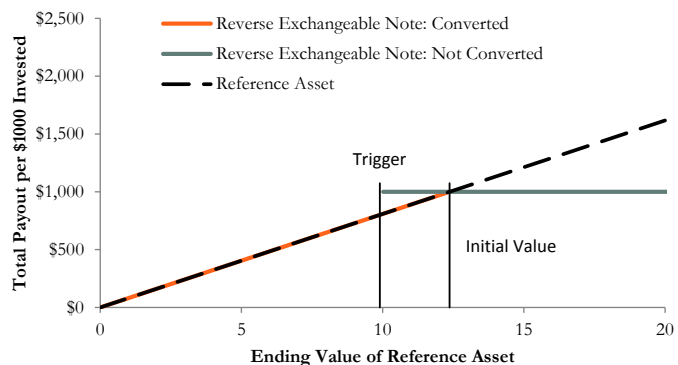 $2,500
Reverse Exchangeable Note: Converted
Reverse Exchangeable Note: Not Converted
$2,000
Reference Asset
$1,500
Trigger
$1,000
$500
Initial Value
$0
0
5
10
15
20
Total Payout per $1000 Invested
Ending Value of Reference Asset